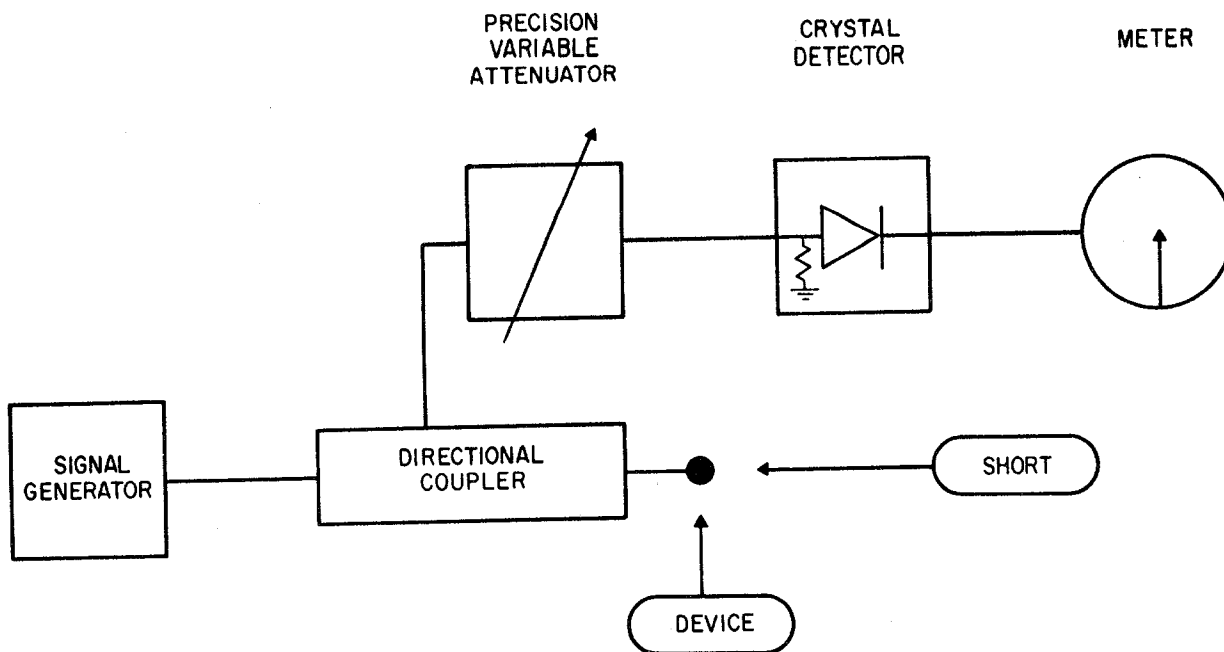 PRECISION
VARIABLE
ATTENUATOR
CRYSTAL
DETECTOR
METER
SIGNAL
GENERATOR
DIRECTIONAL
COUPLER
SHORT
DEVICE